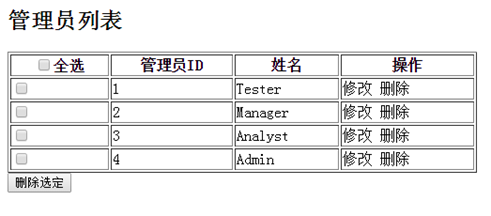 管理员列表
全选 管理员ID 姓名 操作
1 Tester 修改 删除
2 Manager 修改 删除
3 Analyst 修改 删除
4 Admin 修改 删除
删除选定